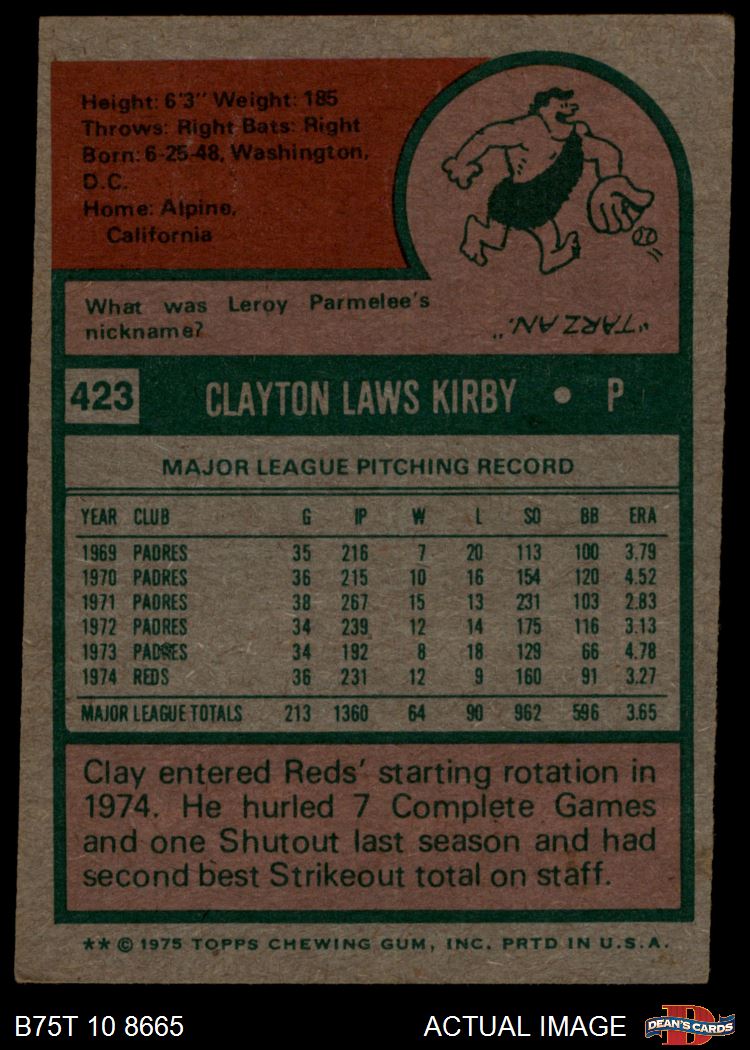 Height: 6'3" Weight: 185
Throws: Right Bats: Right
Born: 6-25-48, Washington,
D.C.
Home: Alpine,
California
What was Leroy Parmelee's
nickname?
"TARZAN."
423 CLAYTON LAWS KIRBY • P
MAJOR LEAGUE PITCHING RECORD
YEAR CLUB G IP W L SO BB ERA
1969 PADRES 35 216 7 20 113 100 3.79
1970 PADRES 36 215 10 16 154 120 4.52
1971 PADRES 38 267 15 13 231 103 2.83
1972 PADRES 34 239 12 14 175 116 3.13
1973 PADRES 34 192 8 18 129 66 4.78
1974 REDS 36 231 12 9 160 91 3.27
MAJOR LEAGUE TOTALS 213 1360 64 90 962 596 3.65
Clay entered Reds' starting rotation in
1974. He hurled 7 Complete Games
and one Shutout last season and had
second best Strikeout total on staff.
** © 1975 TOPPS CHEWING GUM, INC. PRTD IN U.S.A.
B75T 10 8665 ACTUAL IMAGE D DEAN'S CARDS